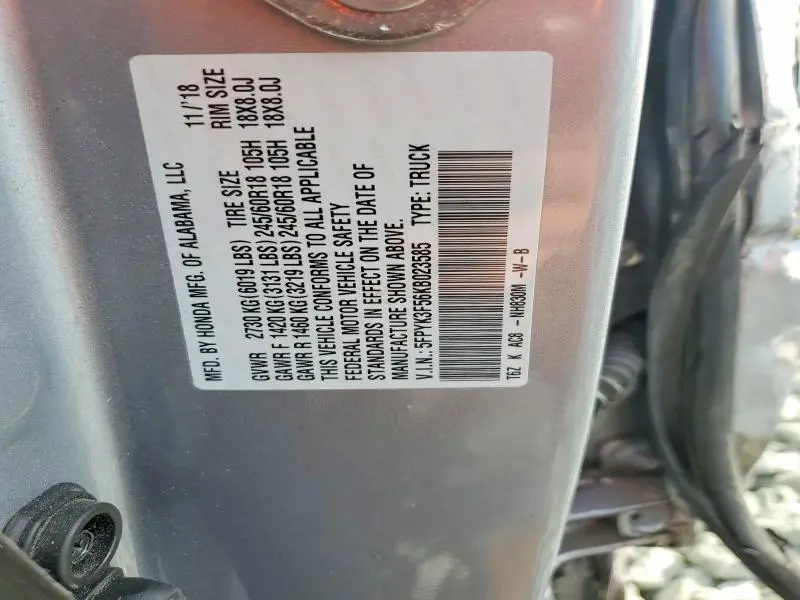 MFD. BY HONDA MFG. OF ALABAMA, LLC 11/'18
GVWR 2730 KG(6019 LBS) TIRE SIZE RIM SIZE
GAWR F 1420 KG(3131 LBS) 245/60R18 105H 18X8.0J
GAWR R 1460 KG(3219 LBS) 245/60R18 105H 18X8.0J
THIS VEHICLE CONFORMS TO ALL APPLICABLE
FEDERAL MOTOR VEHICLE SAFETY
STANDARDS IN EFFECT ON THE DATE OF
MANUFACTURE SHOWN ABOVE.
V.I.N.: 5FPYK3F56KB023585 TYPE: TRUCK
T6Z K AC8 -NH830M -W-B